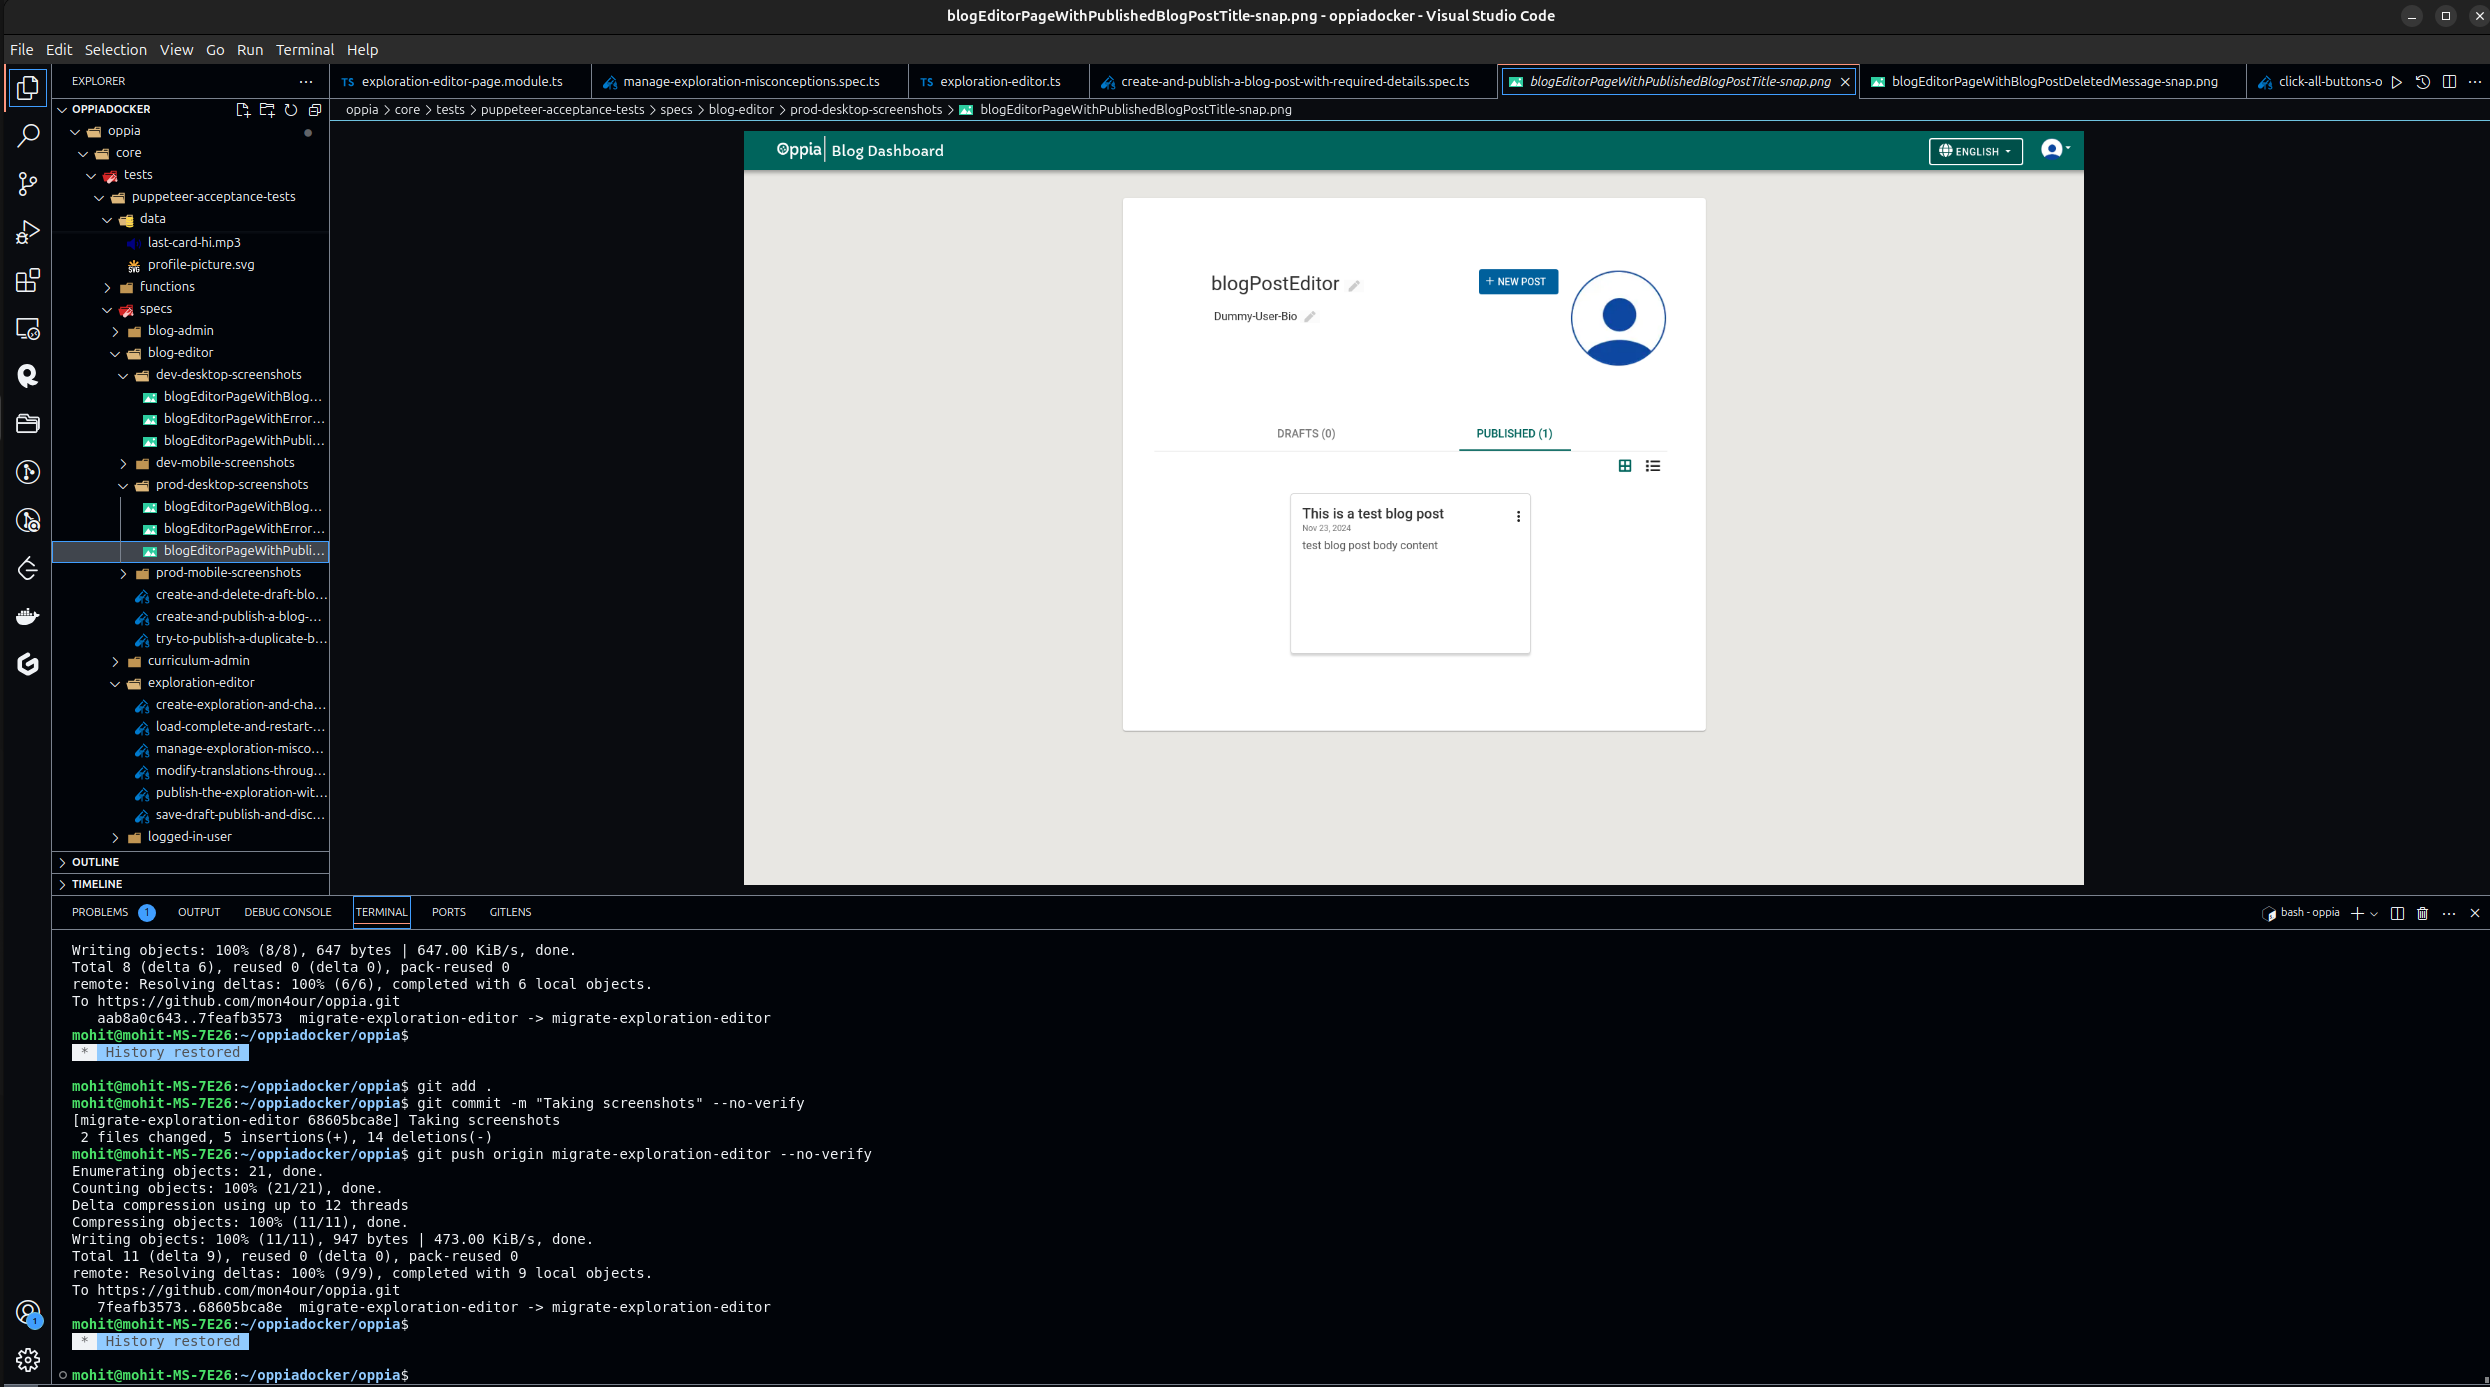 blogEditorPageWithPublishedBlogPostTitle-snap.png - oppiadocker - Visual Studio Code
File Edit Selection View Go Run Terminal Help
EXPLORER
exploration-editor-page.module.ts
manage-exploration-misconceptions.spec.ts
exploration-editor.ts
create-and-publish-a-blog-post-with-required-details.spec.ts
blogEditorPageWithPublishedBlogPostTitle-snap.png
blogEditorPageWithBlogPostDeletedMessage-snap.png
click-all-buttons-o
oppia > core > tests > puppeteer-acceptance-tests > specs > blog-editor > prod-desktop-screenshots > blogEditorPageWithPublishedBlogPostTitle-snap.png
OPPIADOCKER
oppia
core
tests
puppeteer-acceptance-tests
data
last-card-hi.mp3
profile-picture.svg
functions
specs
blog-admin
blog-editor
dev-desktop-screenshots
blogEditorPageWithBlog...
blogEditorPageWithError...
blogEditorPageWithPubli...
dev-mobile-screenshots
prod-desktop-screenshots
blogEditorPageWithBlog...
blogEditorPageWithError...
blogEditorPageWithPubli...
prod-mobile-screenshots
create-and-delete-draft-blo...
create-and-publish-a-blog-...
try-to-publish-a-duplicate-b...
curriculum-admin
exploration-editor
create-exploration-and-cha...
load-complete-and-restart-...
manage-exploration-misco...
modify-translations-throug...
publish-the-exploration-wit...
save-draft-publish-and-disc...
logged-in-user
OUTLINE
TIMELINE
Oppia Blog Dashboard
ENGLISH
blogPostEditor
+ NEW POST
Dummy-User-Bio
DRAFTS (0)
PUBLISHED (1)
This is a test blog post
Nov 23, 2024
test blog post body content
PROBLEMS 1 OUTPUT DEBUG CONSOLE TERMINAL PORTS GITLENS
bash - oppia
Writing objects: 100% (8/8), 647 bytes | 647.00 KiB/s, done.
Total 8 (delta 6), reused 0 (delta 0), pack-reused 0
remote: Resolving deltas: 100% (6/6), completed with 6 local objects.
To https://github.com/mon4our/oppia.git
aab8a0c643..7feafb3573  migrate-exploration-editor -> migrate-exploration-editor
mohit@mohit-MS-7E26:~/oppiadocker/oppia$
* History restored
mohit@mohit-MS-7E26:~/oppiadocker/oppia$ git add .
mohit@mohit-MS-7E26:~/oppiadocker/oppia$ git commit -m "Taking screenshots" --no-verify
[migrate-exploration-editor 68605bca8e] Taking screenshots
2 files changed, 5 insertions(+), 14 deletions(-)
mohit@mohit-MS-7E26:~/oppiadocker/oppia$ git push origin migrate-exploration-editor --no-verify
Enumerating objects: 21, done.
Counting objects: 100% (21/21), done.
Delta compression using up to 12 threads
Compressing objects: 100% (11/11), done.
Writing objects: 100% (11/11), 947 bytes | 473.00 KiB/s, done.
Total 11 (delta 9), reused 0 (delta 0), pack-reused 0
remote: Resolving deltas: 100% (9/9), completed with 9 local objects.
To https://github.com/mon4our/oppia.git
7feafb3573..68605bca8e  migrate-exploration-editor -> migrate-exploration-editor
mohit@mohit-MS-7E26:~/oppiadocker/oppia$
* History restored
mohit@mohit-MS-7E26:~/oppiadocker/oppia$